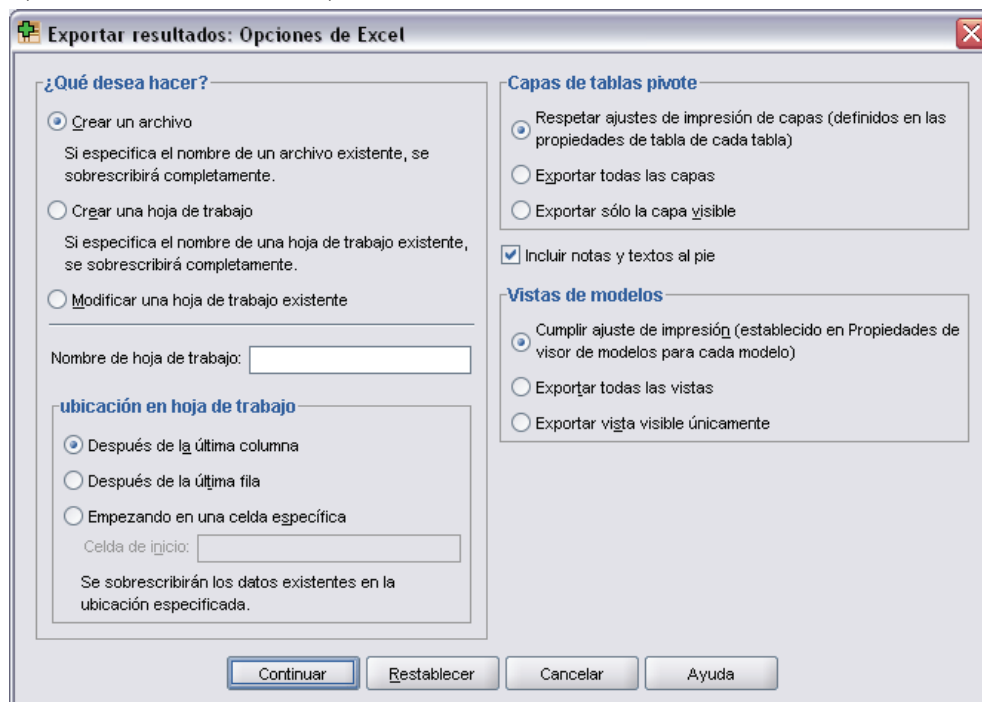 Exportar resultados: Opciones de Excel
¿Qué desea hacer?
Crear un archivo
Si especifica el nombre de un archivo existente, se
sobrescribirá completamente.
Crear una hoja de trabajo
Si especifica el nombre de una hoja de trabajo existente,
se sobrescribirá completamente.
Modificar una hoja de trabajo existente
Nombre de hoja de trabajo:
ubicación en hoja de trabajo
Después de la última columna
Después de la última fila
Empezando en una celda específica
Celda de inicio:
Se sobrescribirán los datos existentes en la
ubicación especificada.
Capas de tablas pivote
Respetar ajustes de impresión de capas (definidos en las
propiedades de tabla de cada tabla)
Exportar todas las capas
Exportar sólo la capa visible
Incluir notas y textos al pie
Vistas de modelos
Cumplir ajuste de impresión (establecido en Propiedades de
visor de modelos para cada modelo)
Exportar todas las vistas
Exportar vista visible únicamente
Continuar
Restablecer
Cancelar
Ayuda